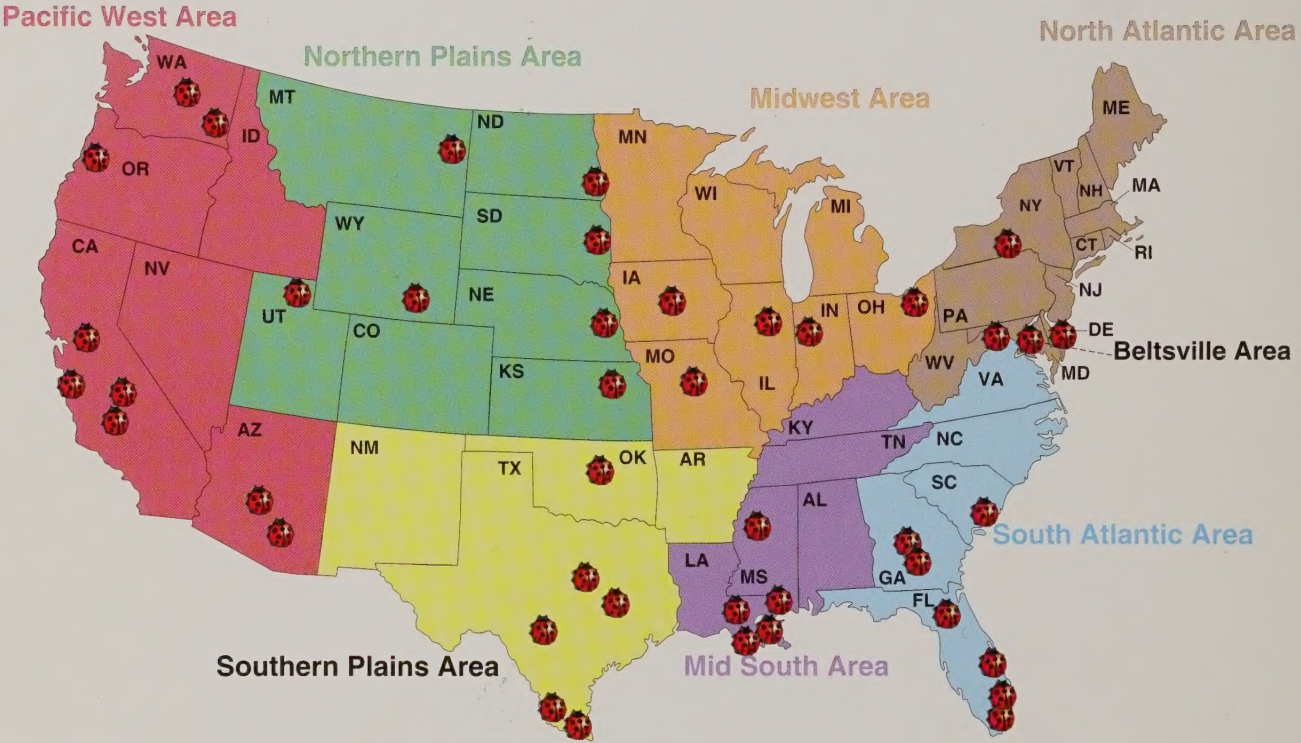 Pacific West Area
North Atlantic Area
Northern Plains Area
Midwest Area
WA
MT
ND
MN
ME
ID
OR
WI
MI
VT
NH
MA
NY
WY
SD
CA
NV
CT
RI
IA
NE
UT
CO
IN
OH
NJ
PA
DE
Beltsville Area
MO
KS
IL
WV
VA
MD
AZ
NM
KY
TN
NC
TX
OK
AR
SC
AL
South Atlantic Area
LA
MS
GA
FL
Southern Plains Area
Mid South Area